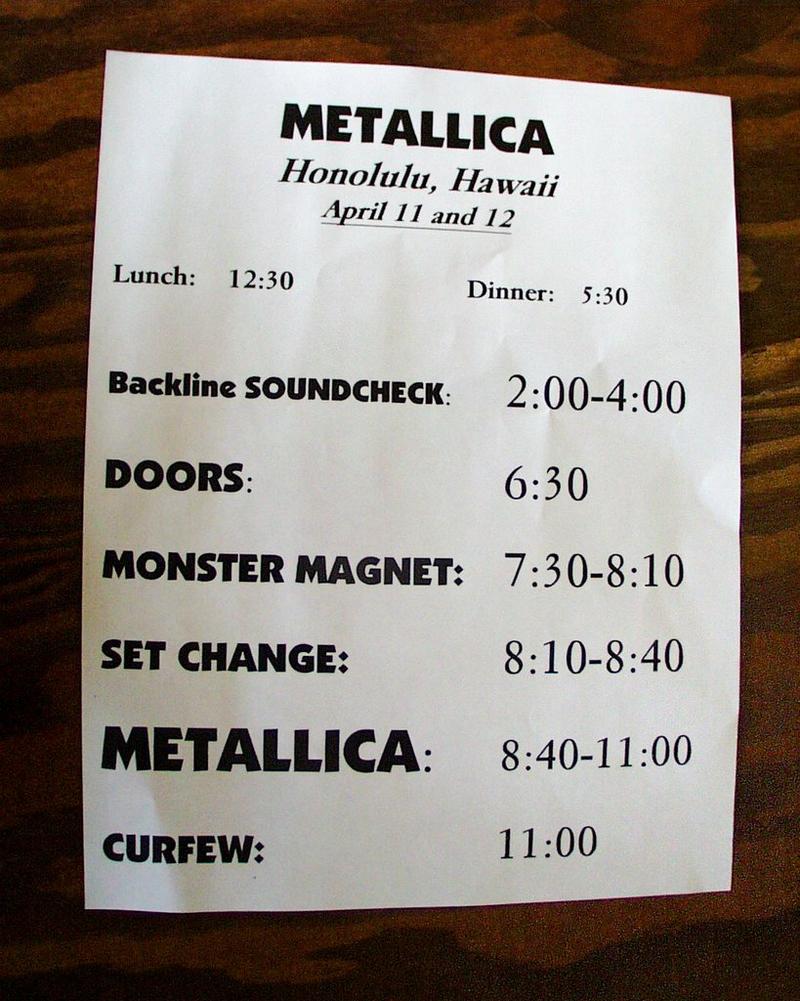 METALLICA
Honolulu, Hawaii
April 11 and 12
Lunch: 12:30 Dinner: 5:30
Backline SOUNDCHECK: 2:00-4:00
DOORS: 6:30
MONSTER MAGNET: 7:30-8:10
SET CHANGE: 8:10-8:40
METALLICA: 8:40-11:00
CURFEW: 11:00